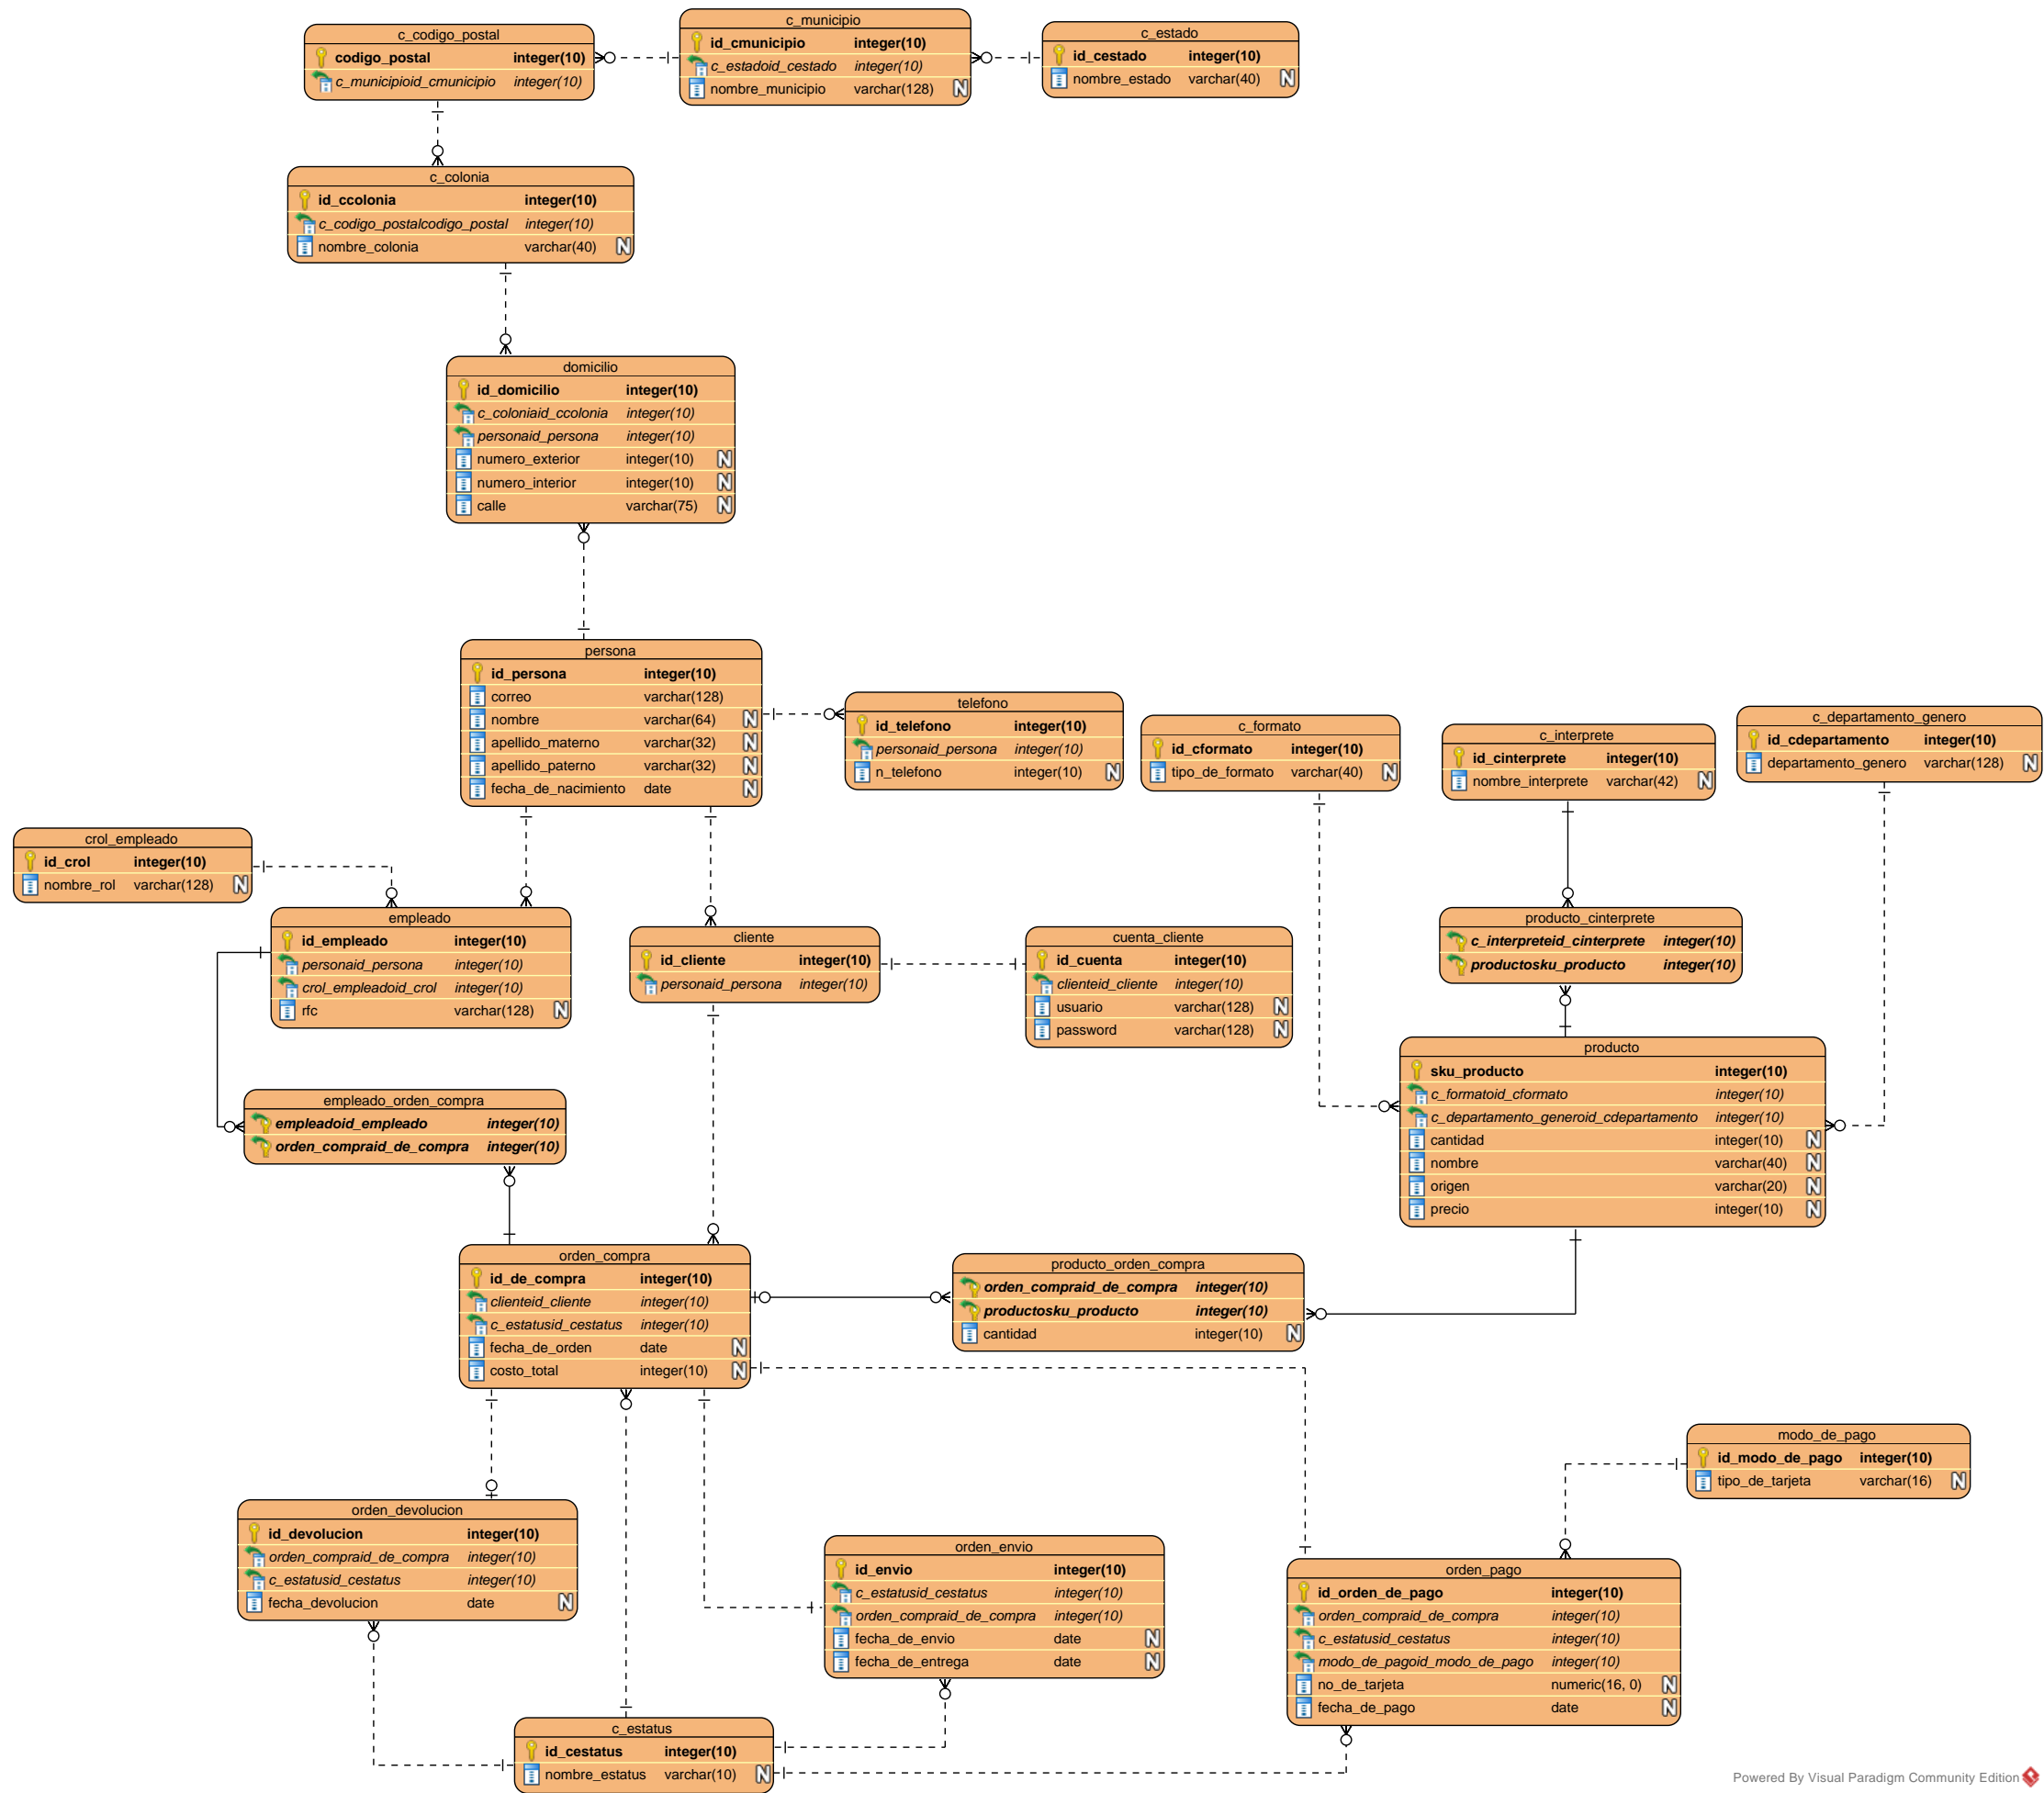 c_codigo_postal
codigo_postal integer(10)
c_municipioid_cmunicipio integer(10)
c_municipio
id_cmunicipio integer(10)
c_estadoid_cestado integer(10)
nombre_municipio varchar(128) N
c_estado
id_cestado integer(10)
nombre_estado varchar(40) N
c_colonia
id_ccolonia integer(10)
c_codigo_postalcodigo_postal integer(10)
nombre_colonia varchar(40) N
domicilio
id_domicilio integer(10)
c_coloniaid_ccolonia integer(10)
personaid_persona integer(10)
numero_exterior integer(10) N
numero_interior integer(10) N
calle varchar(75) N
persona
id_persona integer(10)
correo varchar(128)
nombre varchar(64) N
apellido_materno varchar(32) N
apellido_paterno varchar(32) N
fecha_de_nacimiento date N
telefono
id_telefono integer(10)
personaid_persona integer(10)
n_telefono integer(10) N
c_formato
id_cformato integer(10)
tipo_de_formato varchar(40) N
c_interprete
id_cinterprete integer(10)
nombre_interprete varchar(42) N
c_departamento_genero
id_cdepartamento integer(10)
departamento_genero varchar(128) N
crol_empleado
id_crol integer(10)
nombre_rol varchar(128) N
empleado
id_empleado integer(10)
personaid_persona integer(10)
crol_empleadoid_crol integer(10)
rfc varchar(128) N
cliente
id_cliente integer(10)
personaid_persona integer(10)
cuenta_cliente
id_cuenta integer(10)
clienteid_cliente integer(10)
usuario varchar(128) N
password varchar(128) N
producto_cinterprete
c_interpreteid_cinterprete integer(10)
productosku_producto integer(10)
producto
sku_producto integer(10)
c_formatoid_cformato integer(10)
c_departamento_generoid_cdepartamento integer(10)
cantidad integer(10) N
nombre varchar(40) N
origen varchar(20) N
precio integer(10) N
empleado_orden_compra
empleadoid_empleado integer(10)
orden_compraid_de_compra integer(10)
orden_compra
id_de_compra integer(10)
clienteid_cliente integer(10)
c_estatusid_cestatus integer(10)
fecha_de_orden date N
costo_total integer(10) N
producto_orden_compra
orden_compraid_de_compra integer(10)
productosku_producto integer(10)
cantidad integer(10) N
modo_de_pago
id_modo_de_pago integer(10)
tipo_de_tarjeta varchar(16) N
orden_devolucion
id_devolucion integer(10)
orden_compraid_de_compra integer(10)
c_estatusid_cestatus integer(10)
fecha_devolucion date N
orden_envio
id_envio integer(10)
c_estatusid_cestatus integer(10)
orden_compraid_de_compra integer(10)
fecha_de_envio date N
fecha_de_entrega date N
orden_pago
id_orden_de_pago integer(10)
orden_compraid_de_compra integer(10)
c_estatusid_cestatus integer(10)
modo_de_pagoid_modo_de_pago integer(10)
no_de_tarjeta numeric(16, 0) N
fecha_de_pago date N
c_estatus
id_cestatus integer(10)
nombre_estatus varchar(10) N
Powered By Visual Paradigm Community Edition